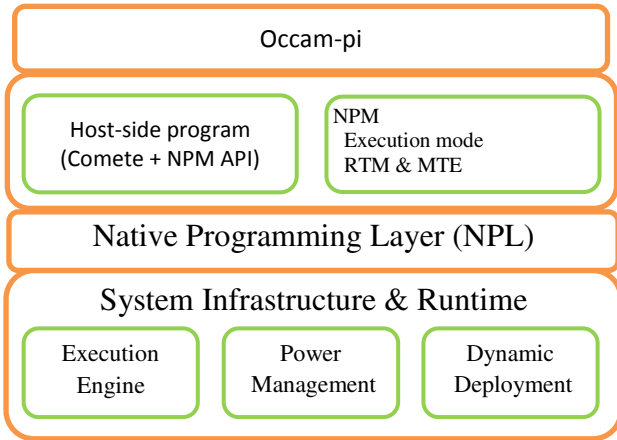 Occam-pi
Host-side program
(Comete + NPM API)
NPM
Execution mode
RTM & MTE
Native Programming Layer (NPL)
System Infrastructure & Runtime
Execution
Engine
Power
Management
Dynamic
Deployment